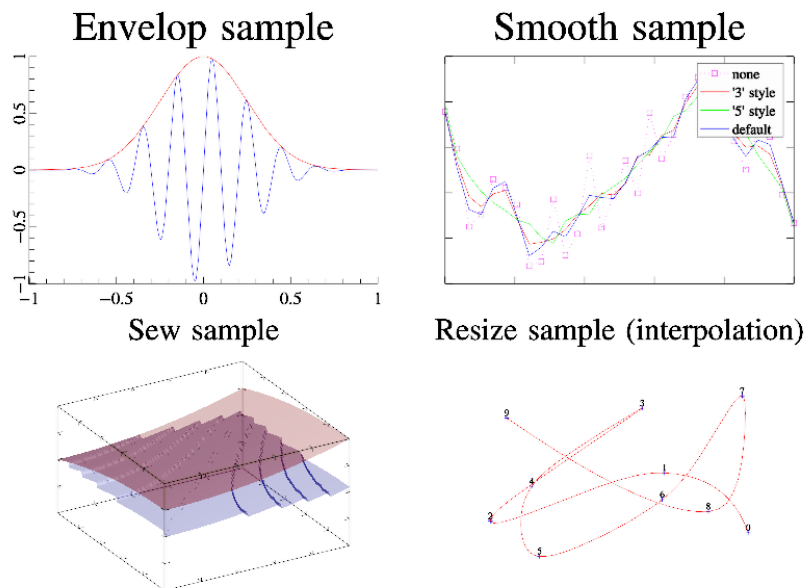 Envelop sample
Smooth sample
1
0.5
0
−0.5
−1
−1 −0.5 0 0.5 1
none
'3' style
'5' style
default
Sew sample
Resize sample (interpolation)
7
3
9
1
4
6
8
2
0
5